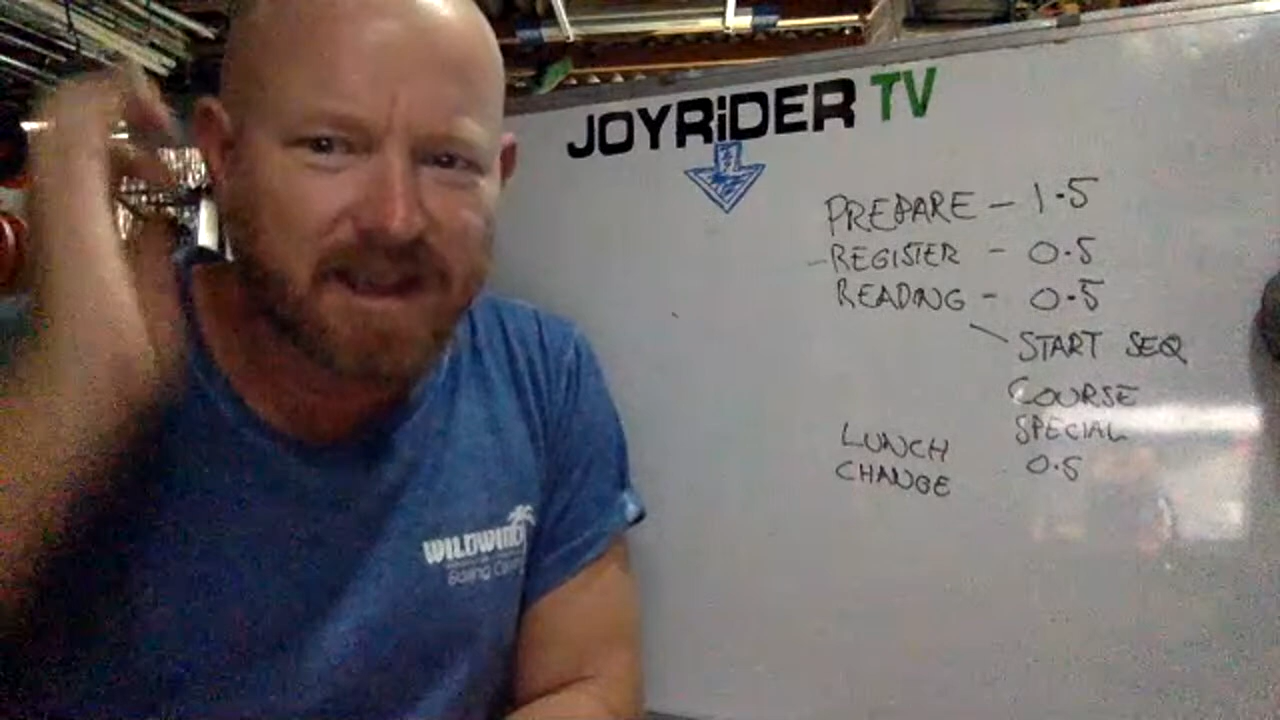 JOYRiDER TV
PREPARE - 1.5
REGISTER - 0.5
READING - 0.5
START SEQ
COURSE
SPECIAL
LUNCH
CHANGE 0.5
WILDWIND
Sailing